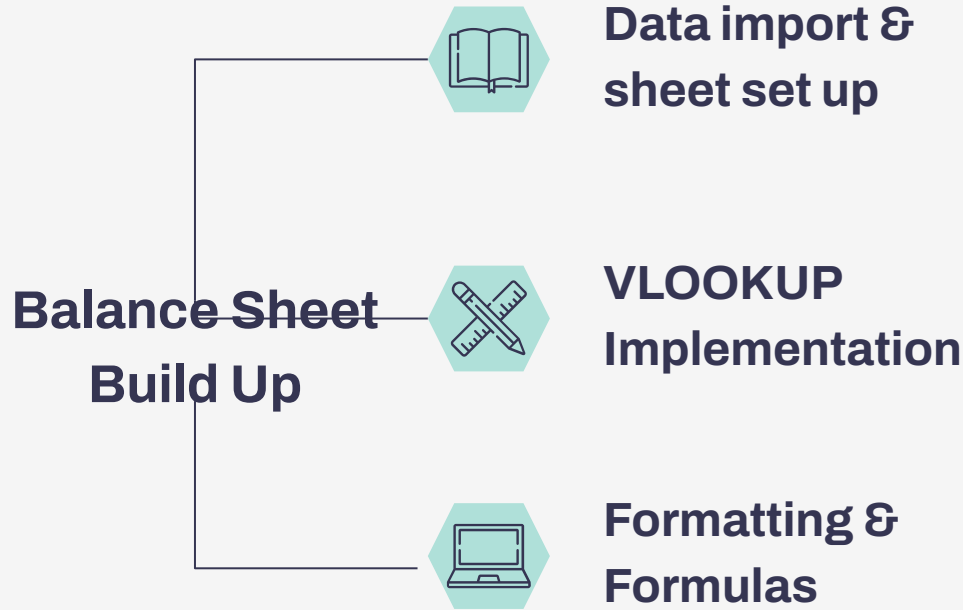 Data import &
sheet set up
Balance Sheet
Build Up
VLOOKUP
Implementation
Formatting &
Formulas